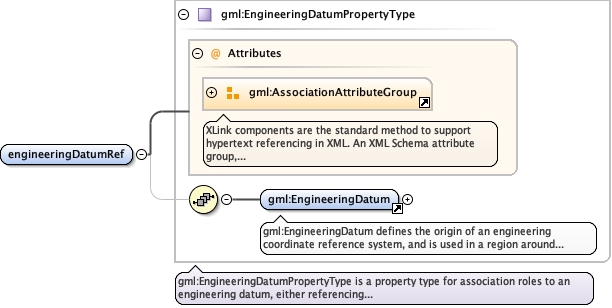 gml:EngineeringDatumPropertyType
@ Attributes
gml:AssociationAttributeGroup
XLink components are the standard method to support
hypertext referencing in XML. An XML Schema attribute
group,...
engineeringDatumRef
gml:EngineeringDatum
gml:EngineeringDatum defines the origin of an engineering
coordinate reference system, and is used in a region around...
gml:EngineeringDatumPropertyType is a property type for association roles to an
engineering datum, either referencing...